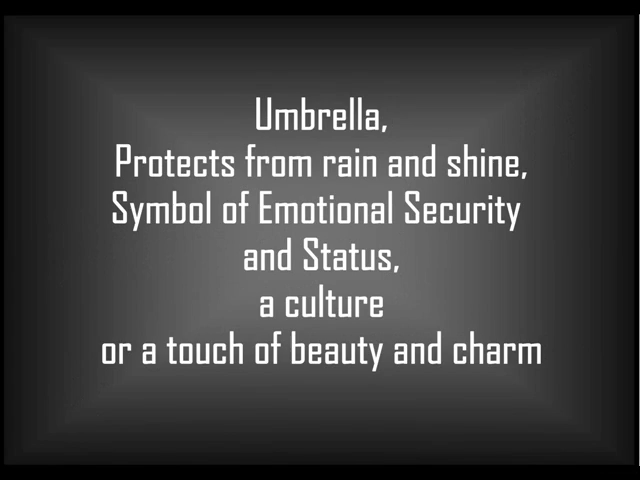 Umbrella,
Protects from rain and shine,
Symbol of Emotional Security
and Status,
a culture
or a touch of beauty and charm